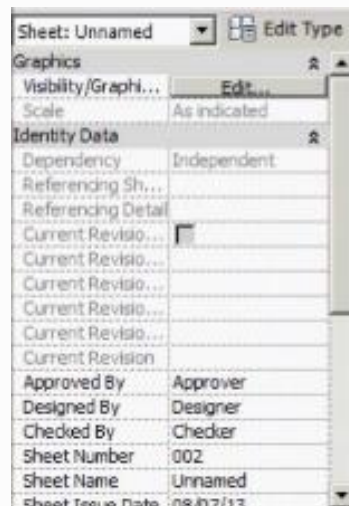 Sheet: Unnamed Edit Type
Graphics
Visibility/Graphi... Edit...
Scale As indicated
Identity Data
Dependency Independent
Referencing Sh...
Referencing Detail
Current Revisio...
Current Revisio...
Current Revisio...
Current Revisio...
Current Revisio...
Current Revision
Approved By Approver
Designed By Designer
Checked By Checker
Sheet Number 002
Sheet Name Unnamed
Sheet Issue Date 08/07/13